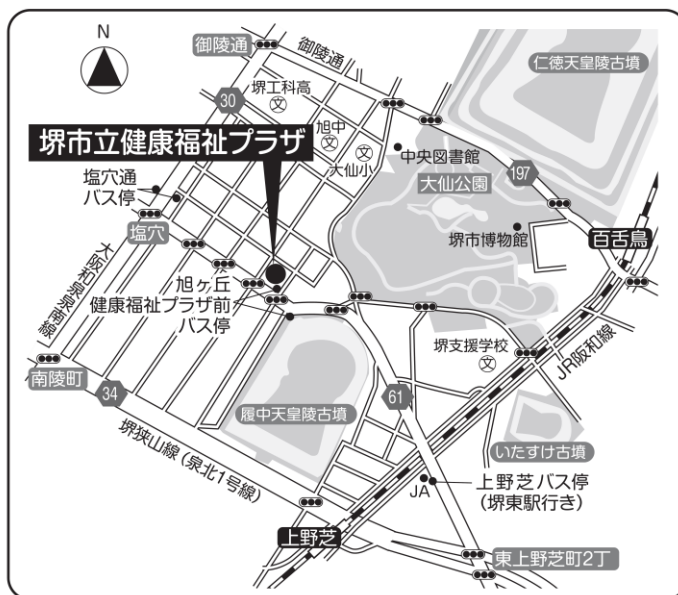 N
御陵通
御陵通
仁徳天皇陵古墳
30
堺工科高
文
旭中
文
文
大仙小
堺市立健康福祉プラザ
中央図書館
大仙公園
197
塩穴通
バス停
塩穴
堺市博物館
百舌鳥
大阪和泉泉南線
旭ヶ丘
健康福祉プラザ前
バス停
堺支援学校
文
JR阪和線
南陵町
34
履中天皇陵古墳
61
いたすけ古墳
堺狭山線(泉北1号線)
JA
上野芝バス停
(堺東駅行き)
上野芝
東上野芝町2丁